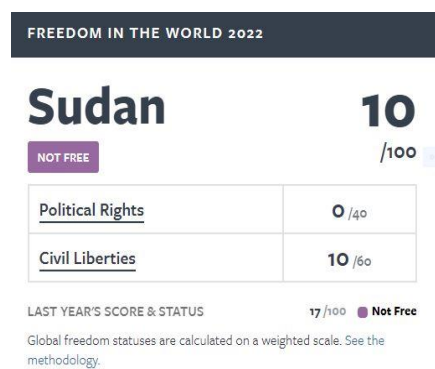 FREEDOM IN THE WORLD 2022
Sudan 10
NOT FREE /100
Political Rights 0 /40
Civil Liberties 10 /60
LAST YEAR'S SCORE & STATUS 17 /100 Not Free
Global freedom statuses are calculated on a weighted scale. See the
methodology.